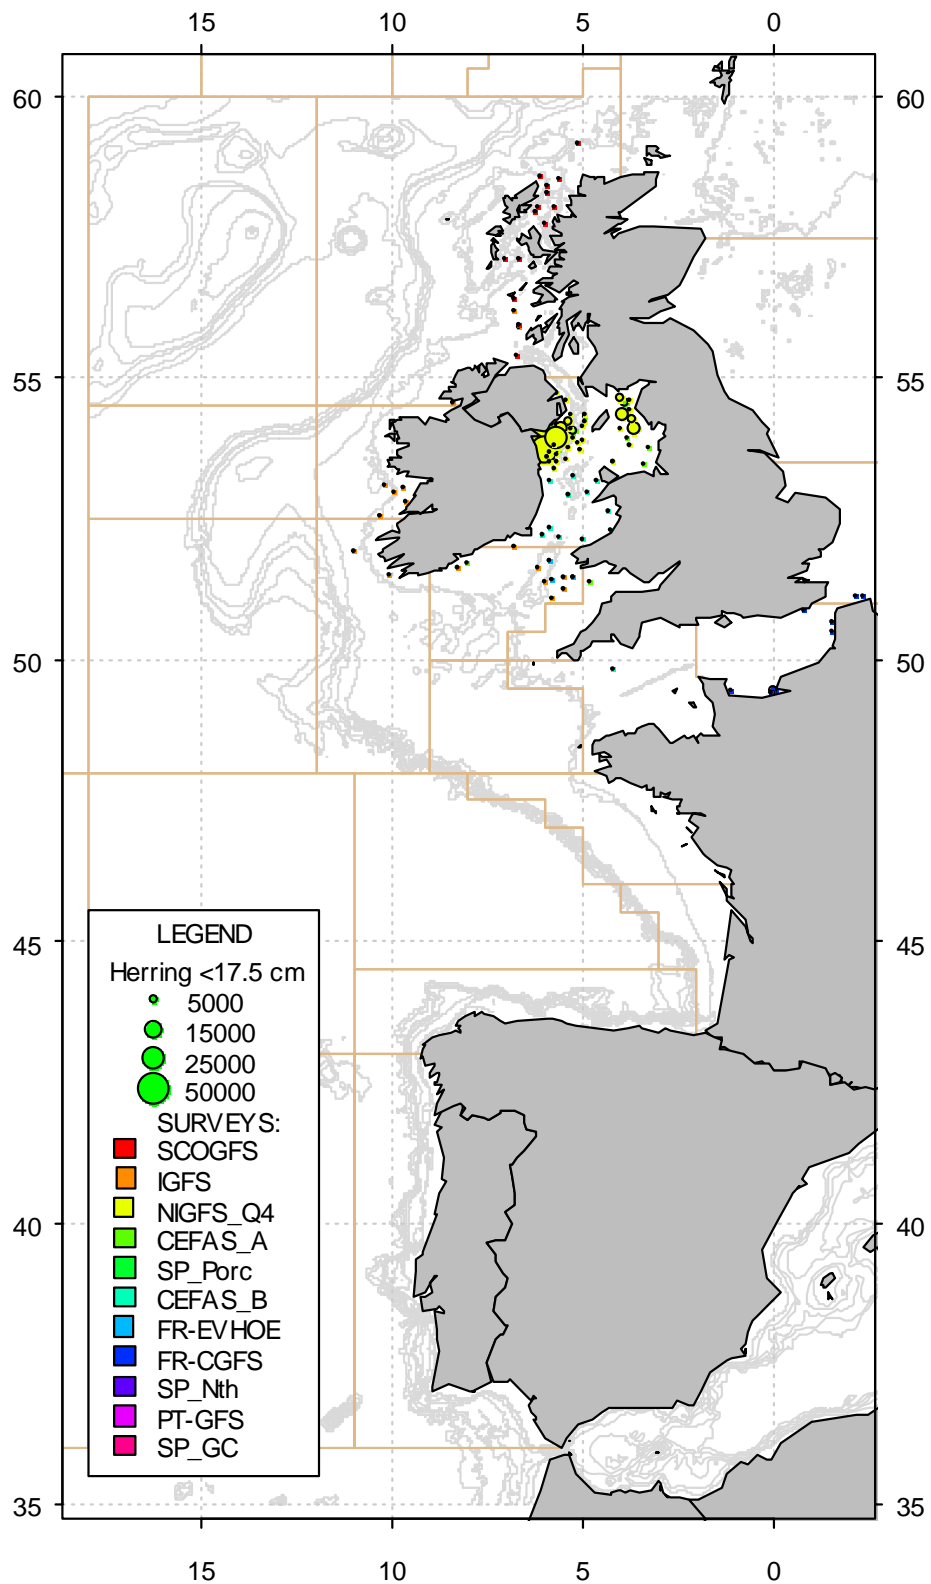 15 10 5 0
60 60
55 55
50 50
45 45
LEGEND
Herring <17.5 cm
5000
15000
25000
50000
SURVEYS:
SCOGFS
IGFS
NIGFS_Q4
CEFAS_A
SP_Porc
CEFAS_B
FR-EVHOE
FR-CGFS
SP_Nth
PT-GFS
SP_GC
40 40
35 35
15 10 5 0